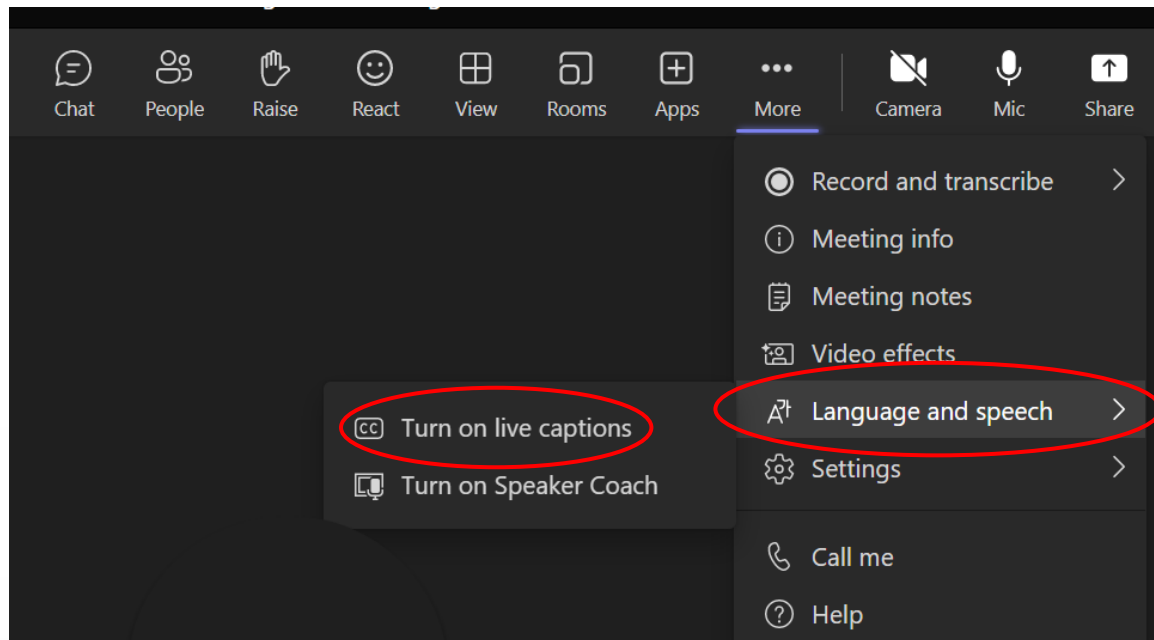 Chat People Raise React View Rooms Apps More Camera Mic Share
Record and transcribe
Meeting info
Meeting notes
Video effects
Language and speech
Settings
Call me
Help
CC Turn on live captions
Turn on Speaker Coach